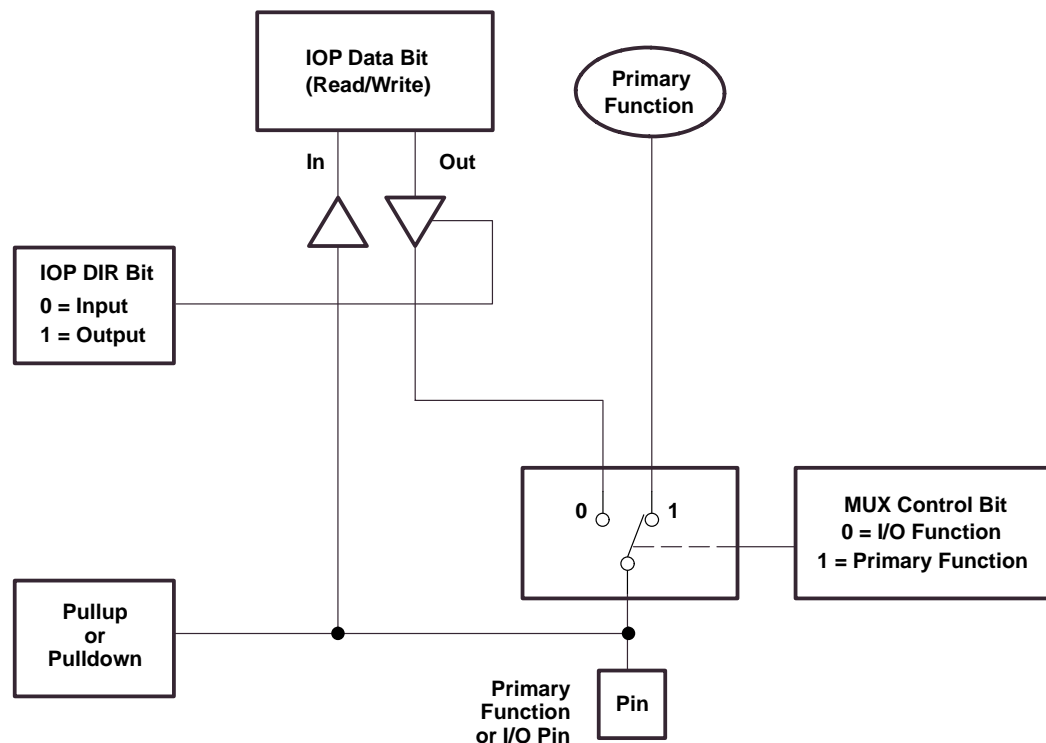 IOP Data Bit
(Read/Write)
Primary
Function
In
Out
IOP DIR Bit
0 = Input
1 = Output
0
1
MUX Control Bit
0 = I/O Function
1 = Primary Function
Pullup
or
Pulldown
Primary
Function
or I/O Pin
Pin